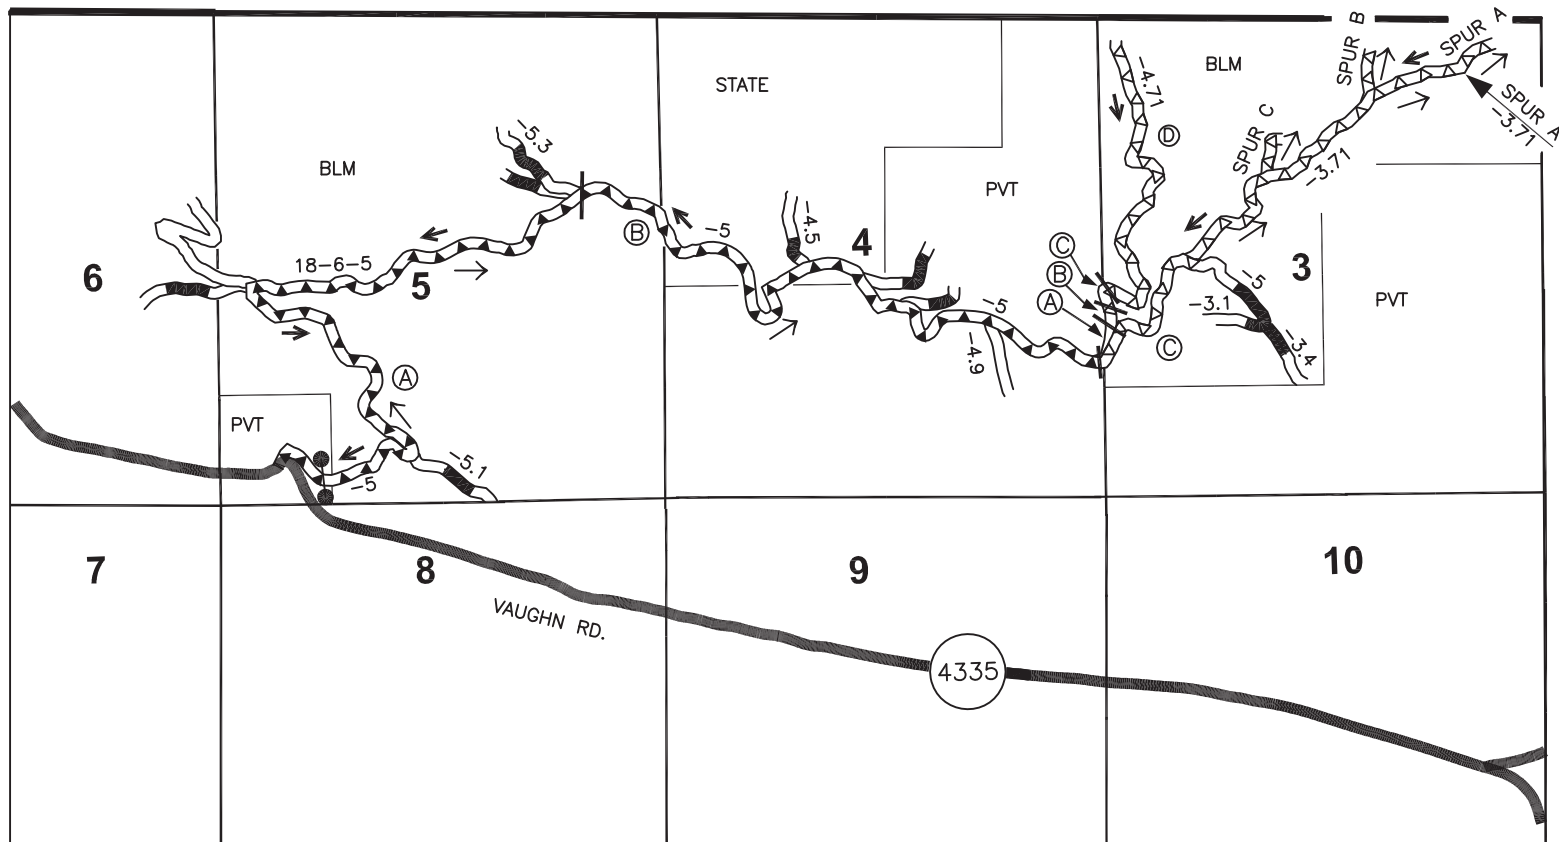 SPUR B
SPUR A
SPUR A
-3.71
STATE
BLM
-4.71
SPUR C
-3.71
-5.3
BLM
D
PVT
B
-5
-4.5
4
C
B
A
3
6
18-6-5
5
-5
-3.1
-5
PVT
C
-4.9
-3.4
A
PVT
-5.1
-5
7
8
9
10
VAUGHN RD.
4335